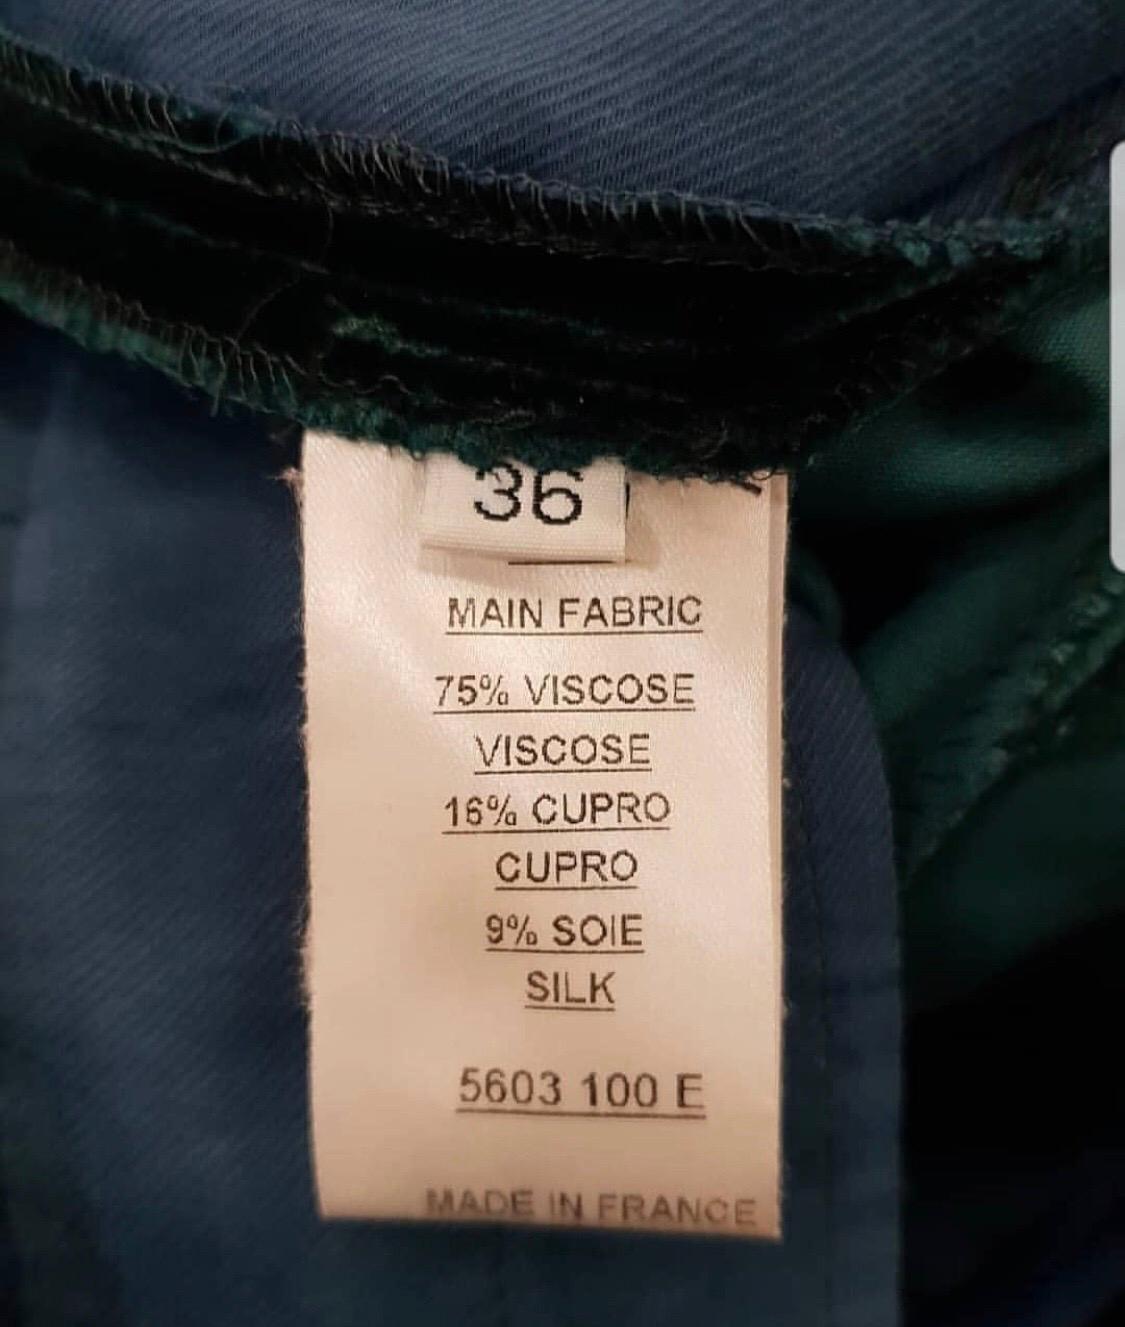 36
MAIN FABRIC
75% VISCOSE
VISCOSE
16% CUPRO
CUPRO
9% SOIE
SILK
5603 100 E
MADE IN FRANCE